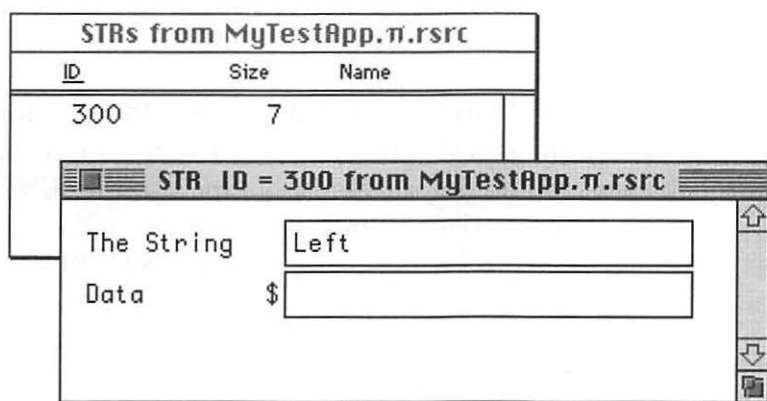 STRs from MyTestApp.π.rsrc
ID Size Name
300 7
STR ID = 300 from MyTestApp.π.rsrc
The String Left
Data $